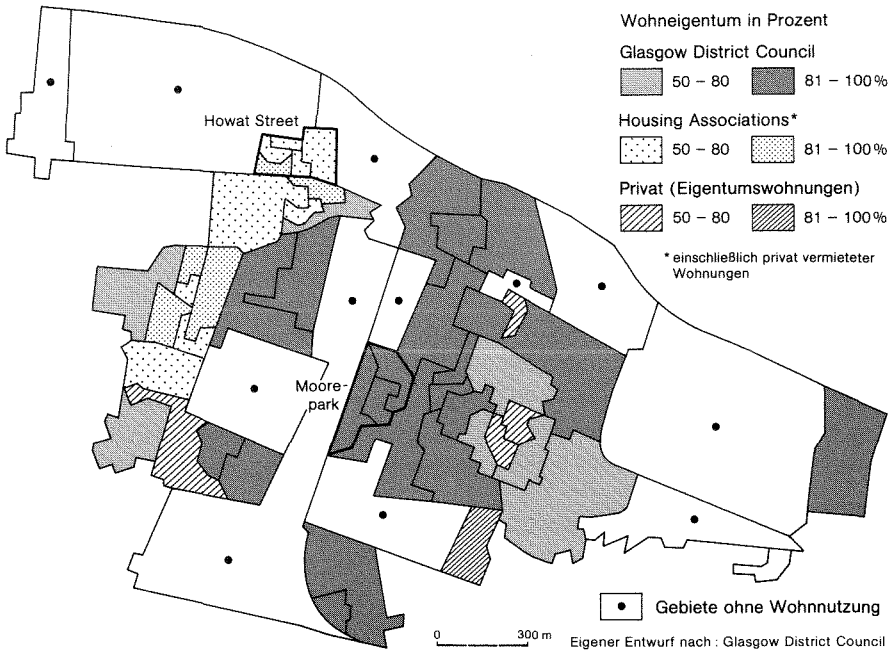 Wohneigentum in Prozent
Glasgow District Council
50 – 80 81 – 100%
Housing Associations*
50 – 80 81 – 100%
Privat (Eigentumswohnungen)
50 – 80 81 – 100%
* einschließlich privat vermieteter
Wohnungen
Howat Street
Moore-
park
Gebiete ohne Wohnnutzung
0 300 m
Eigener Entwurf nach : Glasgow District Council